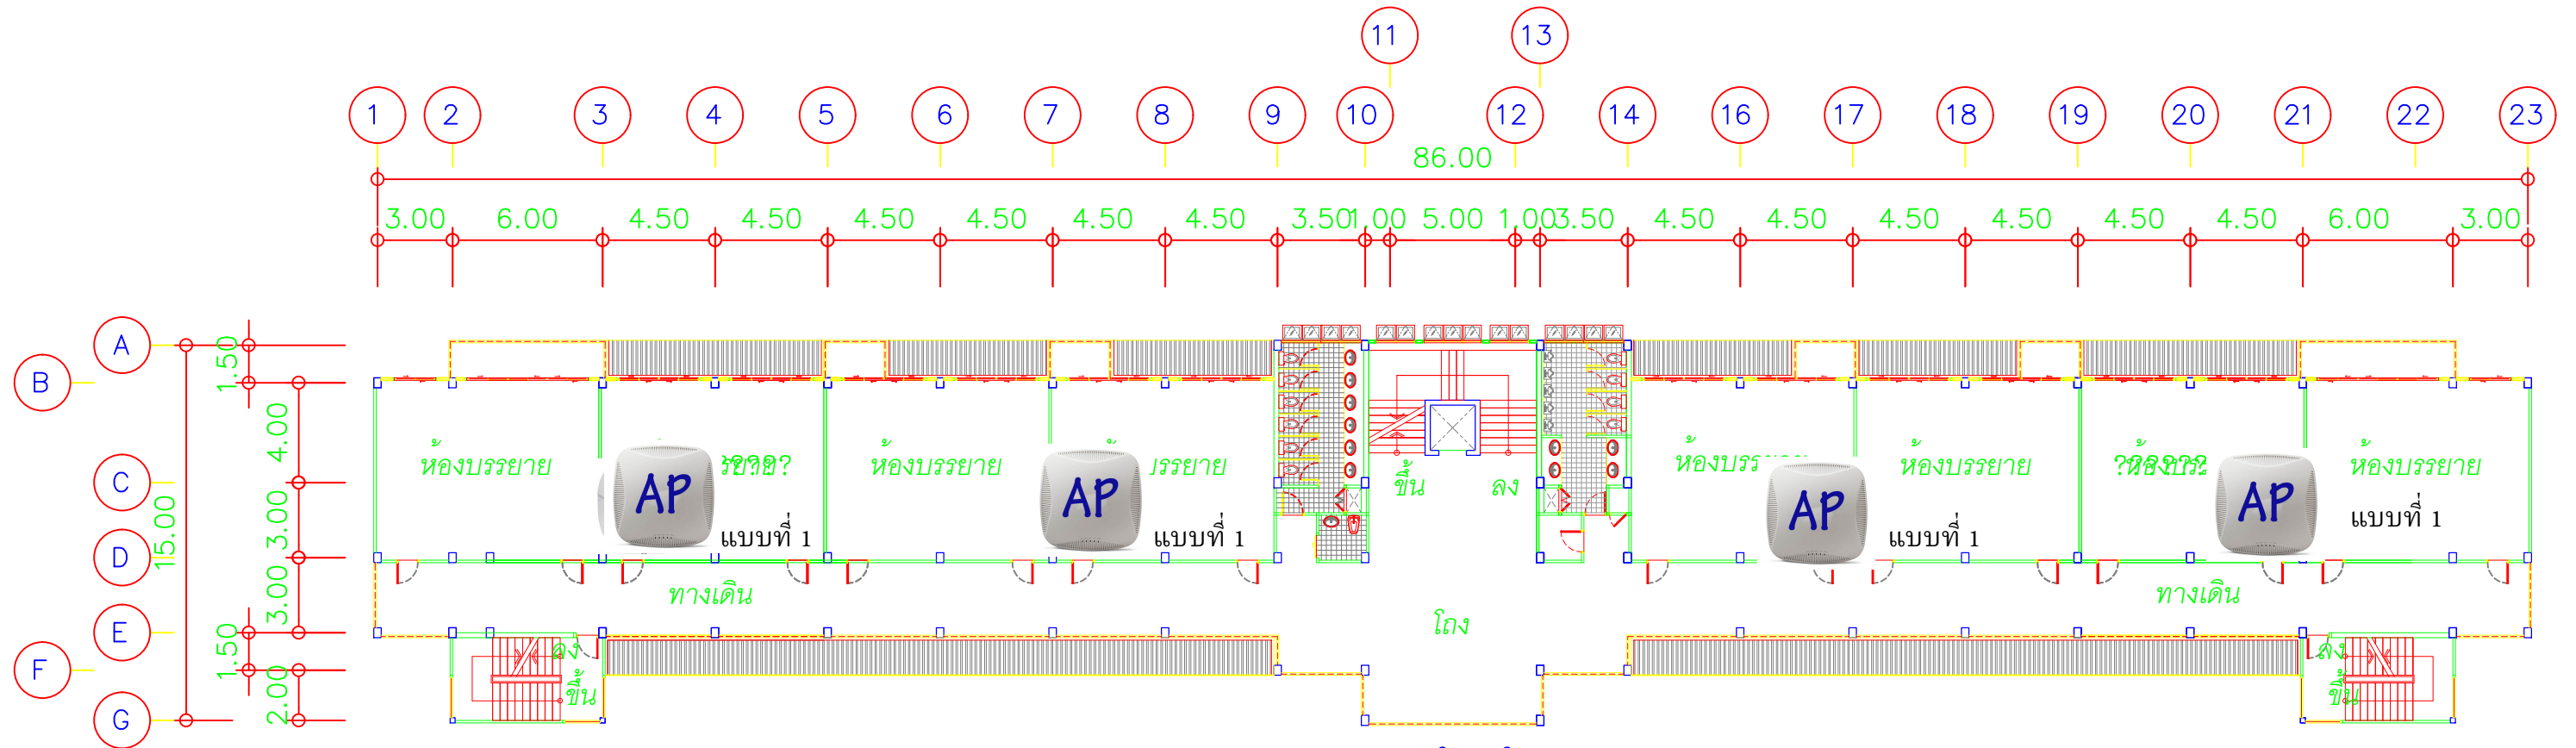 11 13
1 2 3 4 5 6 7 8 9 10 12 14 16 17 18 19 20 21 22 23
86.00
3.00 6.00 4.50 4.50 4.50 4.50 4.50 4.50 3.50 1.00 5.00 1.00 3.50 4.50 4.50 4.50 4.50 4.50 4.50 6.00 3.00
A
1.50
B
4.00
ห้องบรรยาย ห้องบรรยาย ห้องบรรยาย ห้องบรรยาย
C
ขึ้น ลง
AP AP AP AP
15.00
3.00
แบบที่ 1 แบบที่ 1 แบบที่ 1 แบบที่ 1
D
3.00
ทางเดิน ทางเดิน
E
โถง
1.50
ลง ลง
F
2.00
ขึ้น ขึ้น
G